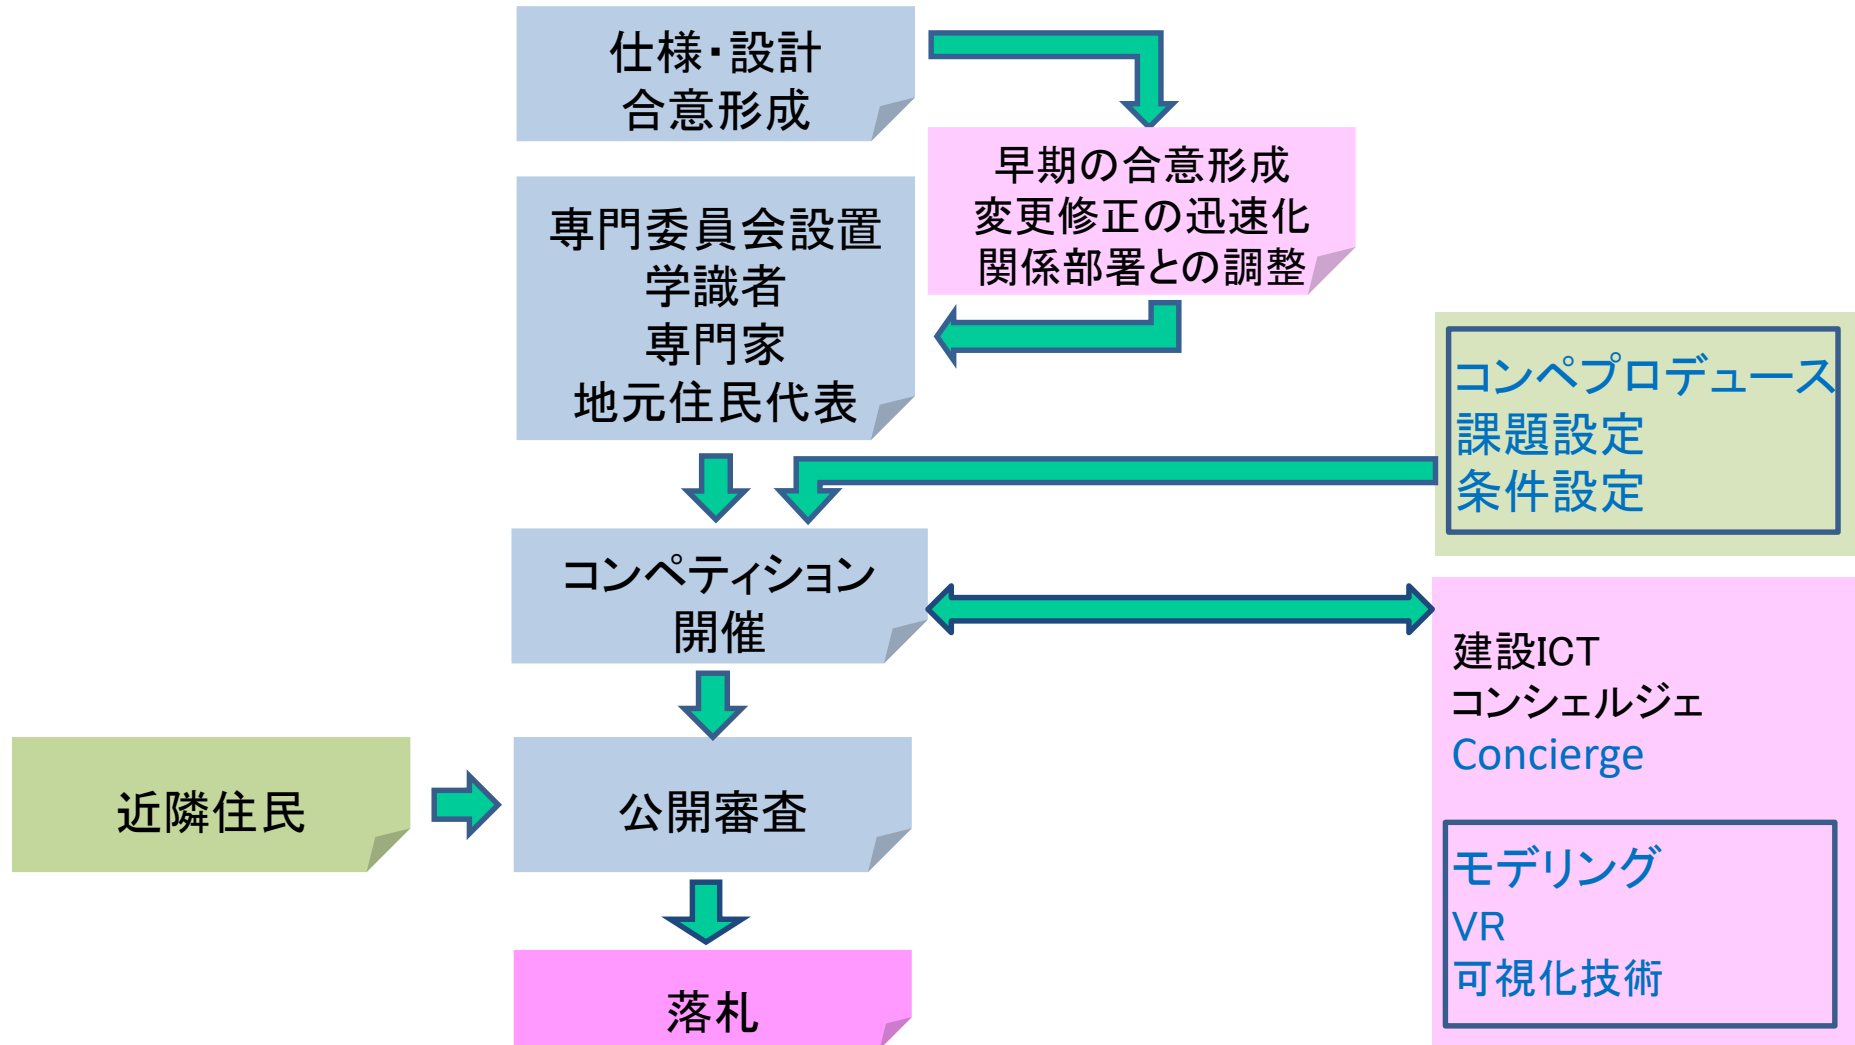 仕様・設計
合意形成
早期の合意形成
変更修正の迅速化
関係部署との調整
専門委員会設置
学識者
専門家
地元住民代表
コンペプロデュース
課題設定
条件設定
コンペティション
開催
建設ICT
コンシェルジェ
Concierge
近隣住民
公開審査
モデリング
VR
可視化技術
落札